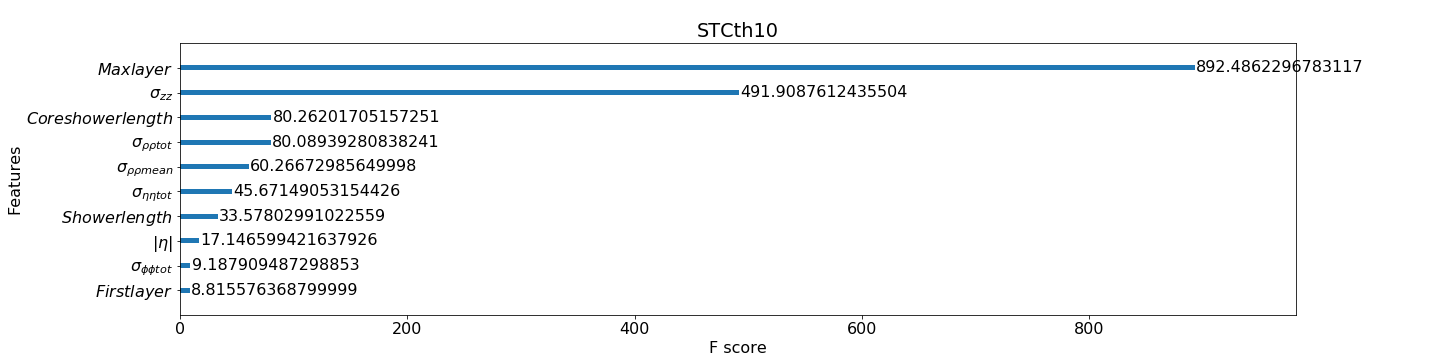 STCth10
Maxlayer 892.4862296783117
σzz 491.9087612435504
Coreshowerlength 80.26201705157251
σρρtot 80.08939280838241
σρρmean 60.26672985649998
σηηtot 45.67149053154426
Showerlength 33.57802991022559
|η| 17.146599421637926
σϕϕtot 9.187909487298853
Firstlayer 8.815576368799999
0 200 400 600 800
F score
Features